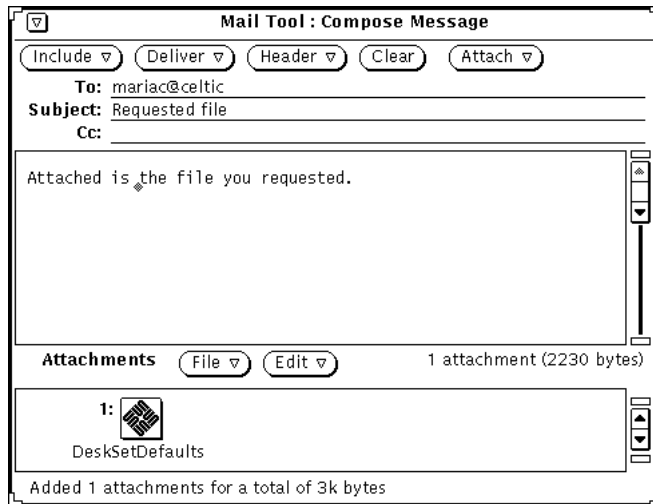 Mail Tool : Compose Message
Include Deliver Header Clear Attach
To: mariac@celtic
Subject: Requested file
Cc:
Attached is the file you requested.
Attachments File Edit 1 attachment (2230 bytes)
1:
DeskSetDefaults
Added 1 attachments for a total of 3k bytes